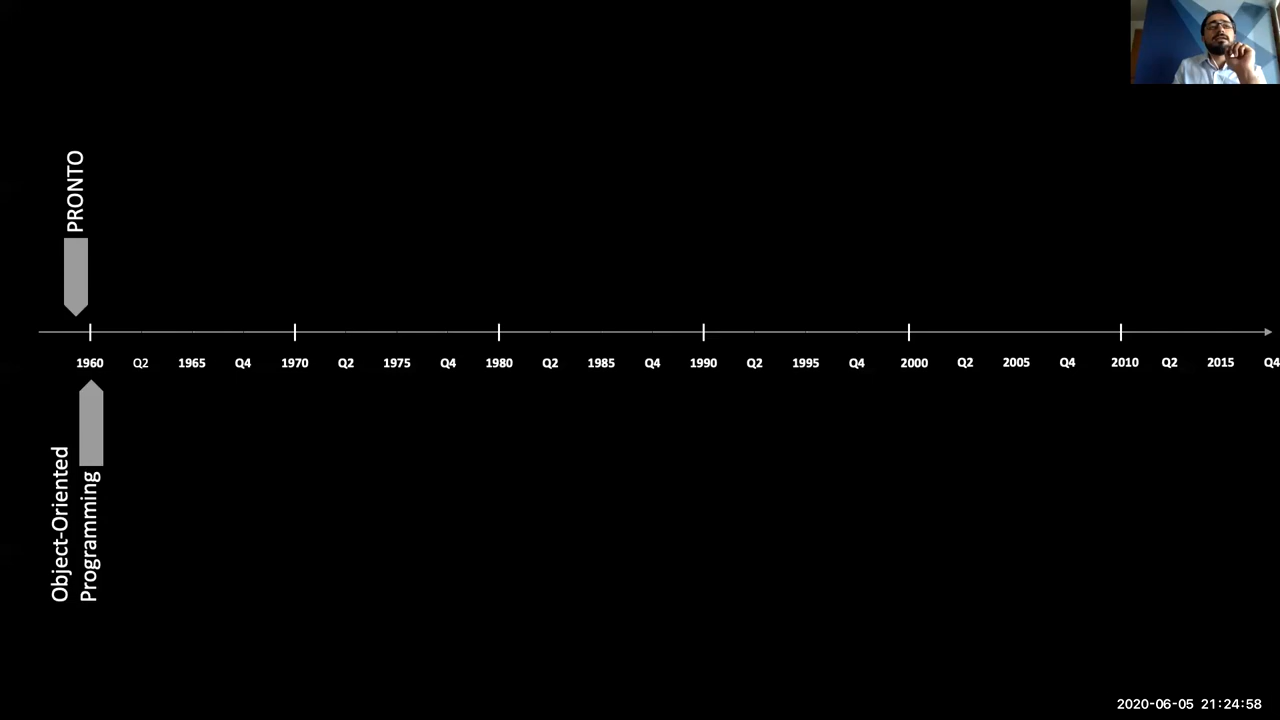 PRONTO
1960 Q2 1965 Q4 1970 Q2 1975 Q4 1980 Q2 1985 Q4 1990 Q2 1995 Q4 2000 Q2 2005 Q4 2010 Q2 2015 Q4
Object-Oriented
Programming
2020-06-05 21:24:58